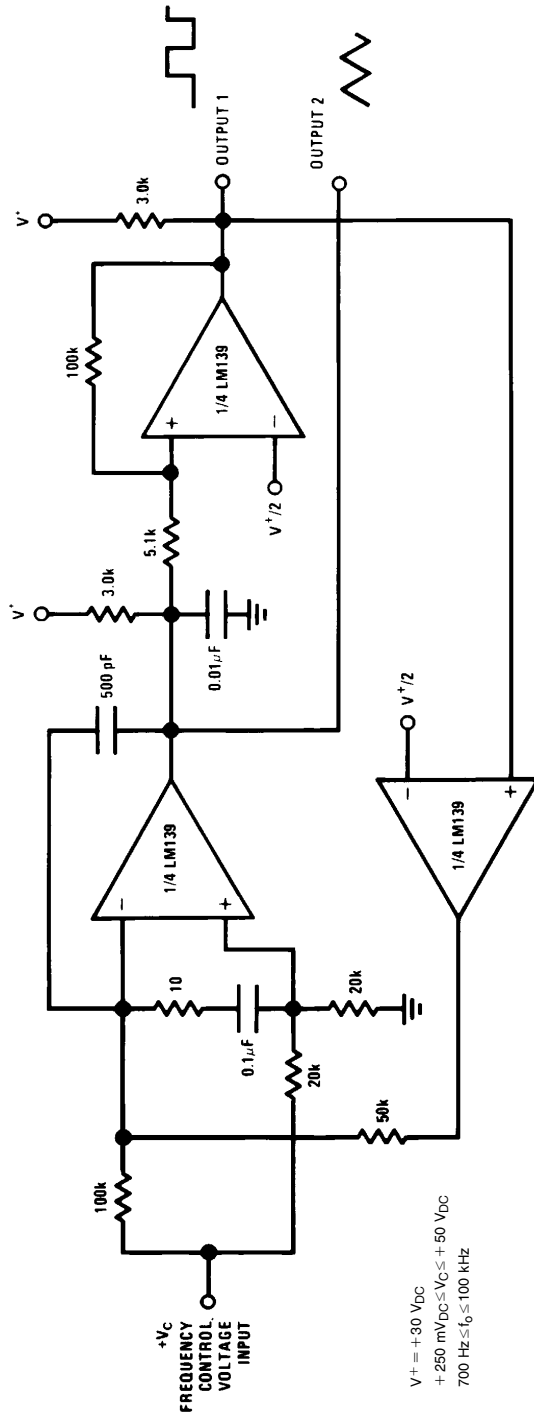 +VC
FREQUENCY
CONTROL.
VOLTAGE
INPUT
100k
10
0.1μF
20k
20k
50k
500 pF
−
+
1/4 LM139
V+
3.0k
0.01μF
5.1k
100k
+
−
1/4 LM139
V+/2
V+
3.0k
OUTPUT 1
OUTPUT 2
V+/2
−
+
1/4 LM139
V+ = +30 VDC
+250 mVDC ≤ VC ≤ +50 VDC
700 Hz ≤ fo ≤ 100 kHz